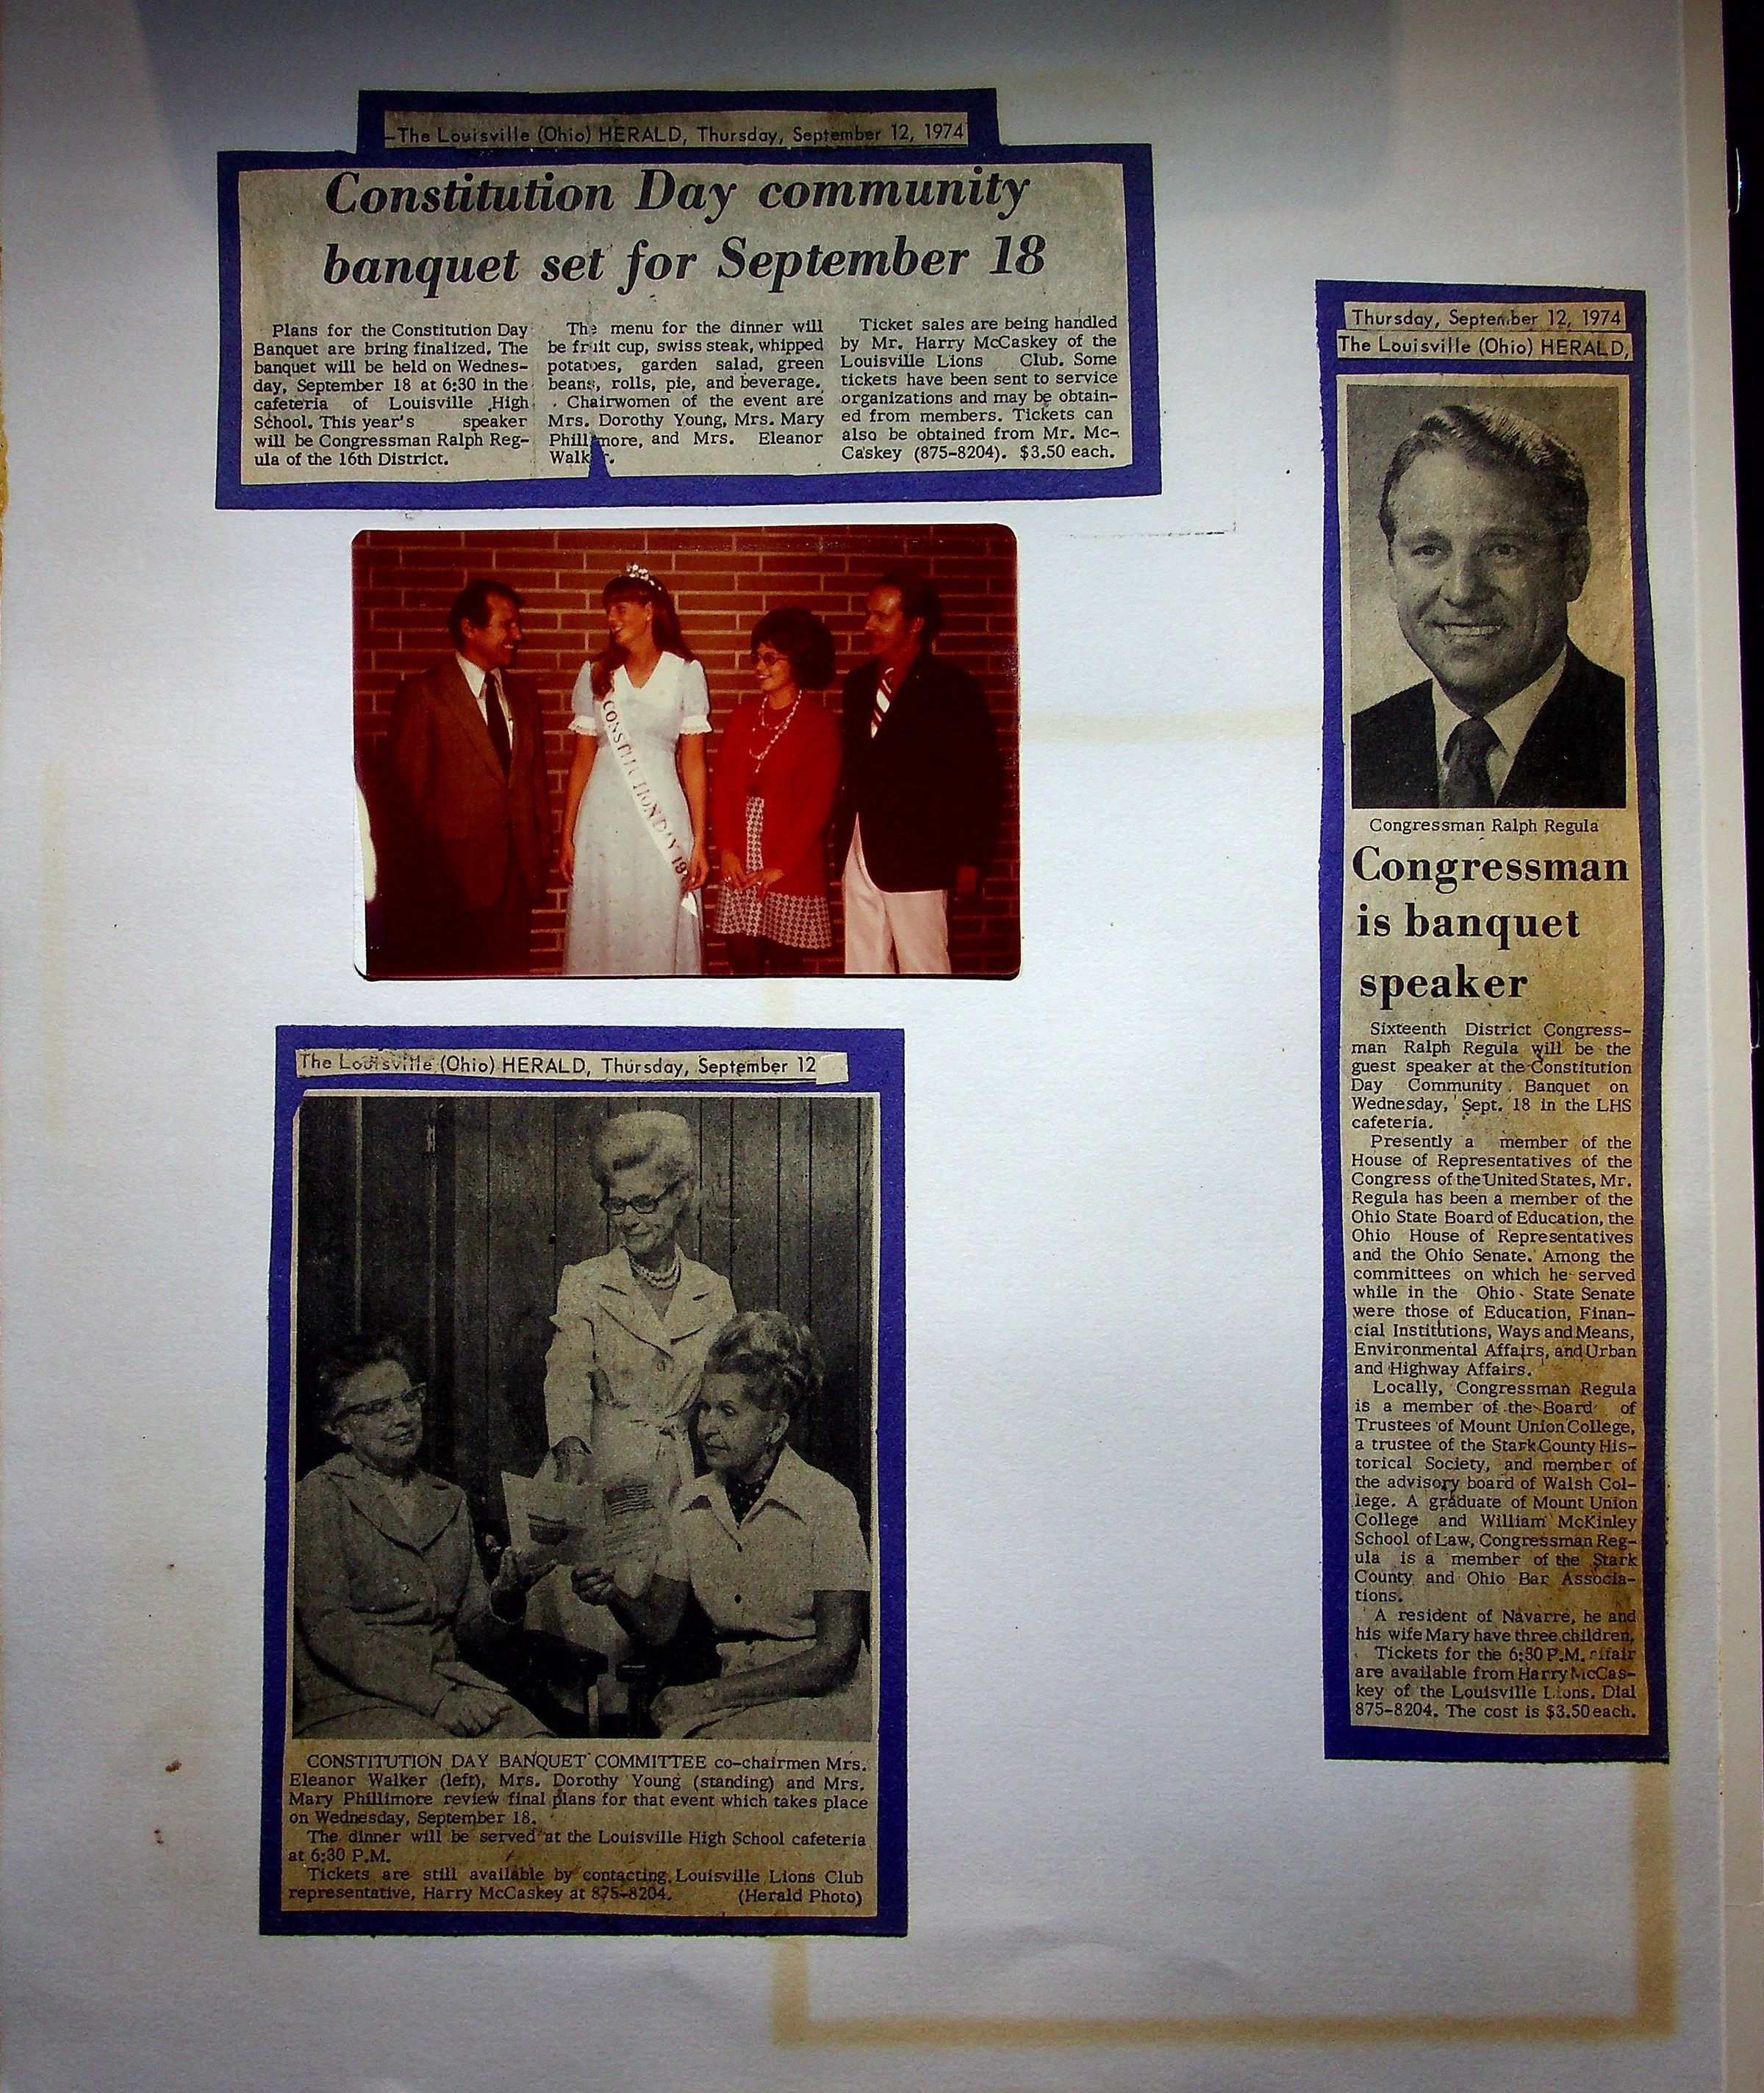 —The Louisville (Ohio) HERALD, Thursday, September 12, 1974
Constitution Day community
banquet set for September 18
Plans for the Constitution Day
Banquet are bring finalized. The
banquet will be held on Wednes-
day, September 18 at 6:30 in the
cafeteria of Louisville High
School. This year's speaker
will be Congressman Ralph Reg-
ula of the 16th District.
The menu for the dinner will
be fruit cup, swiss steak, whipped
potatoes, garden salad, green
beans, rolls, pie, and beverage.
Chairwomen of the event are
Mrs. Dorothy Young, Mrs. Mary
Phillimore, and Mrs. Eleanor
Walker.
Ticket sales are being handled
by Mr. Harry McCaskey of the
Louisville Lions Club. Some
tickets have been sent to service
organizations and may be obtain-
ed from members. Tickets can
also be obtained from Mr. Mc-
Caskey (875-8204). $3.50 each.
CONSTITUTION DAY 19
The Louisville (Ohio) HERALD, Thursday, September 12
CONSTITUTION DAY BANQUET COMMITTEE co-chairmen Mrs.
Eleanor Walker (left), Mrs. Dorothy Young (standing) and Mrs.
Mary Phillimore review final plans for that event which takes place
on Wednesday, September 18.
The dinner will be served at the Louisville High School cafeteria
at 6:30 P.M.
Tickets are still available by contacting Louisville Lions Club
representative, Harry McCaskey at 875-8204. (Herald Photo)
Thursday, September 12, 1974
The Louisville (Ohio) HERALD,
Congressman Ralph Regula
Congressman
is banquet
speaker
Sixteenth District Congress-
man Ralph Regula will be the
guest speaker at the Constitution
Day Community Banquet on
Wednesday, Sept. 18 in the LHS
cafeteria.
Presently a member of the
House of Representatives of the
Congress of the United States, Mr.
Regula has been a member of the
Ohio State Board of Education, the
Ohio House of Representatives
and the Ohio Senate. Among the
committees on which he served
while in the Ohio State Senate
were those of Education, Finan-
cial Institutions, Ways and Means,
Environmental Affairs, and Urban
and Highway Affairs.
Locally, Congressman Regula
is a member of the Board of
Trustees of Mount Union College,
a trustee of the Stark County His-
torical Society, and member of
the advisory board of Walsh Col-
lege. A graduate of Mount Union
College and William McKinley
School of Law, Congressman Reg-
ula is a member of the Stark
County and Ohio Bar Associa-
tions.
A resident of Navarre, he and
his wife Mary have three children.
Tickets for the 6:30 P.M. affair
are available from Harry McCas-
key of the Louisville Lions. Dial
875-8204. The cost is $3.50 each.